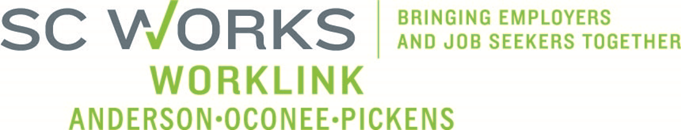 SC WORKS
BRINGING EMPLOYERS
AND JOB SEEKERS TOGETHER
WORKLINK
ANDERSON•OCONEE•PICKENS